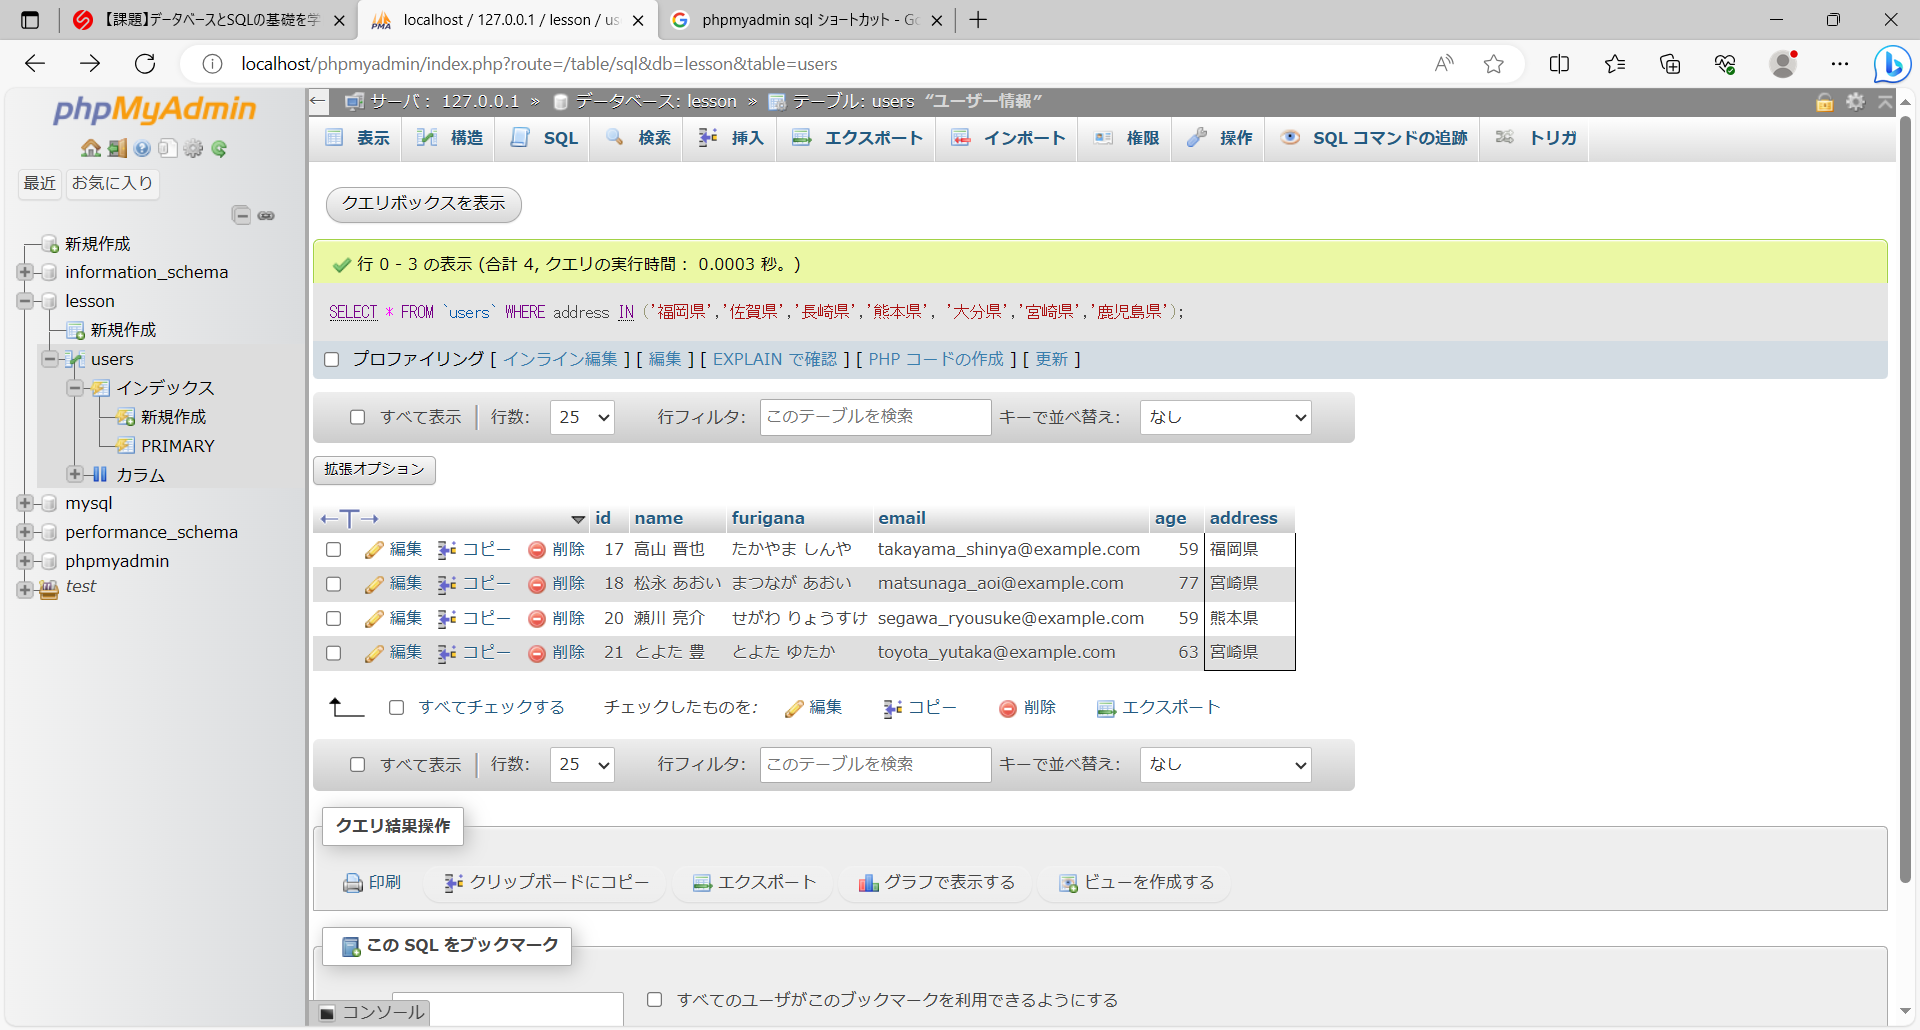 【課題】データベースとSQLの基礎を学
localhost / 127.0.0.1 / lesson / us
phpmyadmin sql ショートカット - Go
localhost/phpmyadmin/index.php?route=/table/sql&db=lesson&table=users
phpMyAdmin
最近 お気に入り
新規作成
information_schema
lesson
新規作成
users
インデックス
新規作成
PRIMARY
カラム
mysql
performance_schema
phpmyadmin
test
サーバ: 127.0.0.1 » データベース: lesson » テーブル: users “ユーザー情報”
表示 構造 SQL 検索 挿入 エクスポート インポート 権限 操作 SQL コマンドの追跡 トリガ
クエリボックスを表示
行 0 - 3 の表示 (合計 4, クエリの実行時間: 0.0003 秒。)
SELECT * FROM `users` WHERE address IN ('福岡県','佐賀県','長崎県','熊本県', '大分県','宮崎県','鹿児島県');
プロファイリング [ インライン編集 ] [ 編集 ] [ EXPLAIN で確認 ] [ PHP コードの作成 ] [ 更新 ]
すべて表示 行数: 25 行フィルタ: このテーブルを検索 キーで並べ替え: なし
拡張オプション
←T→ id name furigana email age address
編集 コピー 削除 17 高山 晋也 たかやま しんや takayama_shinya@example.com 59 福岡県
編集 コピー 削除 18 松永 あおい まつなが あおい matsunaga_aoi@example.com 77 宮崎県
編集 コピー 削除 20 瀬川 亮介 せがわ りょうすけ segawa_ryousuke@example.com 59 熊本県
編集 コピー 削除 21 とよた 豊 とよた ゆたか toyota_yutaka@example.com 63 宮崎県
すべてチェックする チェックしたものを: 編集 コピー 削除 エクスポート
すべて表示 行数: 25 行フィルタ: このテーブルを検索 キーで並べ替え: なし
クエリ結果操作
印刷 クリップボードにコピー エクスポート グラフで表示する ビューを作成する
この SQL をブックマーク
すべてのユーザがこのブックマークを利用できるようにする
コンソール